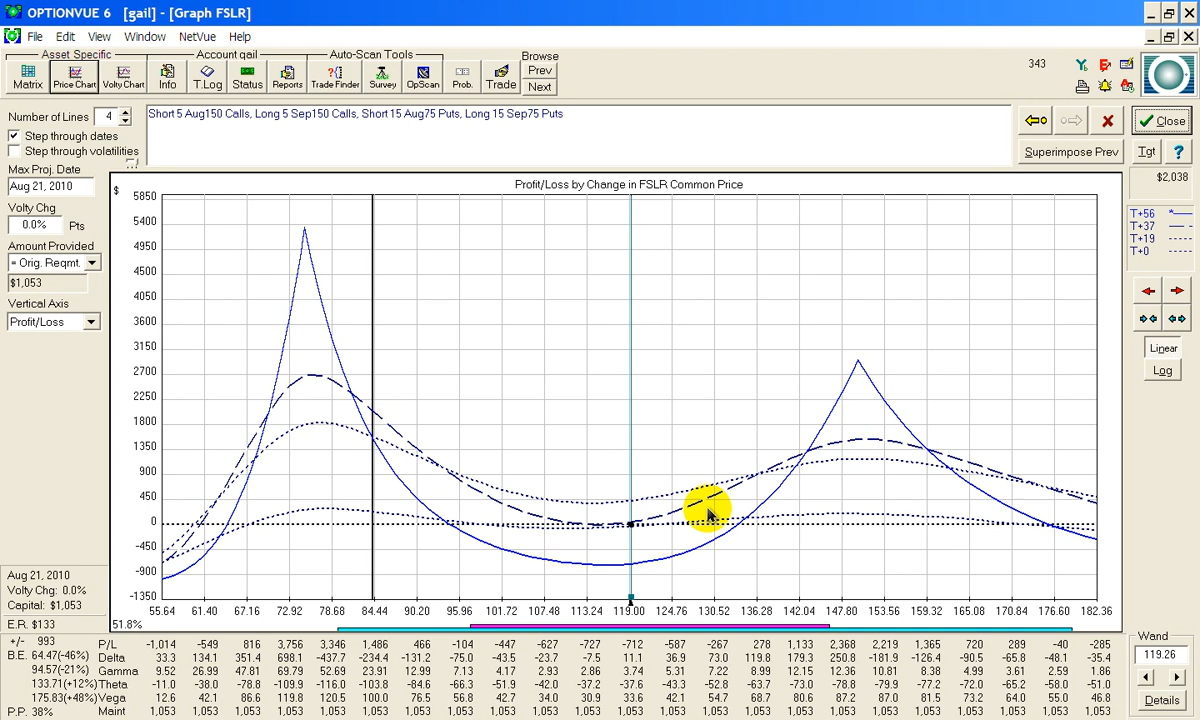 OPTIONVUE 6 [gail] - [Graph FSLR]
File Edit View Window NetVue Help
Asset Specific Account gail Auto-Scan Tools Browse
Matrix Price Chart Volty Chart Info T.Log Status Reports Trade Finder Survey OpScan Prob. Trade Prev Next
343
Number of Lines 4
Step through dates
Step through volatilities
Max Proj. Date
Aug 21, 2010
Volty Chg
0.0% Pts
Amount Provided
= Orig. Reqmt.
$1,053
Vertical Axis
Profit/Loss
Short 5 Aug150 Calls, Long 5 Sep150 Calls, Short 15 Aug75 Puts, Long 15 Sep75 Puts
Close
Superimpose Prev Tgt ?
$2,038
T+56
T+37
T+19
T+0
Linear
Log
$ Profit/Loss by Change in FSLR Common Price
5850
5400
4950
4500
4050
3600
3150
2700
2250
1800
1350
900
450
0
-450
-900
-1350
55.64 61.40 67.16 72.92 78.68 84.44 90.20 95.96 101.72 107.48 113.24 119.00 124.76 130.52 136.28 142.04 147.80 153.56 159.32 165.08 170.84 176.60 182.36
51.8%
Aug 21, 2010
Volty Chg: 0.0%
Capital: $1,053
E.R. $133
+/- 993
B.E. 64.47(-46%)
94.57(-21%)
133.71(+12%)
175.83(+48%)
P.P. 38%
P/L -1,014 -549 816 3,756 3,346 1,486 466 -104 -447 -627 -727 -712 -587 -267 278 1,133 2,368 2,219 1,365 720 289 -40 -285
Delta 33.3 134.1 351.4 698.1 -437.7 -234.4 -131.2 -75.0 -43.5 -23.7 -7.5 11.1 36.9 73.0 119.8 179.3 250.8 -181.9 -126.4 -90.5 -65.8 -48.1 -35.4
Gamma 9.52 26.99 47.81 69.79 52.69 23.91 12.99 7.13 4.17 2.93 2.86 3.74 5.31 7.22 8.99 12.15 12.36 10.81 8.38 4.99 3.61 2.59 1.86
Theta -11.0 -38.0 -78.8 -109.9 -116.0 -103.8 -84.6 -66.3 -51.9 -42.0 -37.2 -37.6 -43.3 -52.8 -63.7 -73.0 -78.8 -79.9 -77.2 -72.0 -65.2 -58.0 -51.0
Vega 12.6 42.1 86.6 119.8 120.5 100.0 76.5 56.8 42.7 34.0 30.9 33.6 42.1 54.7 68.7 80.6 87.2 87.0 81.5 73.2 64.0 55.0 46.8
Maint 1,053 1,053 1,053 1,053 1,053 1,053 1,053 1,053 1,053 1,053 1,053 1,053 1,053 1,053 1,053 1,053 1,053 1,053 1,053 1,053 1,053 1,053 1,053
Wand
119.26
Details